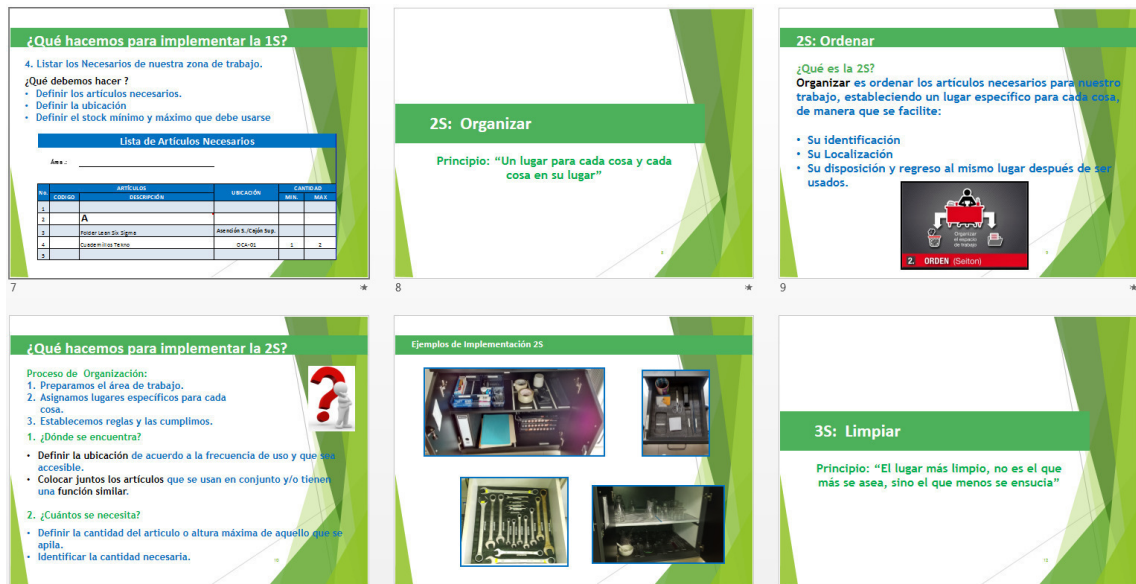 ¿Qué hacemos para implementar la 1S?
4. Listar los Necesarios de nuestra zona de trabajo.
¿Qué debemos hacer ?
• Definir los artículos necesarios.
• Definir la ubicación
• Definir el stock mínimo y máximo que debe usarse
Lista de Artículos Necesarios
Área.:
No. ARTÍCULOS UBICACIÓN CANTIDAD
CODIGO DESCRIPCIÓN MIN. MAX
1
2 A
3 Folder Lean Six Sigma Asención S./Cajón Sup.
4 Cuadernillos Tekno OCA-01 1 2
5
7
2S: Organizar
Principio: “Un lugar para cada cosa y cada
cosa en su lugar”
8
2S: Ordenar
¿Qué es la 2S?
Organizar es ordenar los artículos necesarios para nuestro
trabajo, estableciendo un lugar específico para cada cosa,
de manera que se facilite:
• Su identificación
• Su Localización
• Su disposición y regreso al mismo lugar después de ser
usados.
Organizar
el espacio
de trabajo
2. ORDEN (Seiton)
9
¿Qué hacemos para implementar la 2S?
Proceso de Organización:
1. Preparamos el área de trabajo.
2. Asignamos lugares específicos para cada
cosa.
3. Establecemos reglas y las cumplimos.
1. ¿Dónde se encuentra?
• Definir la ubicación de acuerdo a la frecuencia de uso y que sea
accesible.
• Colocar juntos los artículos que se usan en conjunto y/o tienen
una función similar.
2. ¿Cuántos se necesita?
• Definir la cantidad del articulo o altura máxima de aquello que se
apila.
• Identificar la cantidad necesaria.
Ejemplos de Implementación 2S
3S: Limpiar
Principio: “El lugar más limpio, no es el que
más se asea, sino el que menos se ensucia”